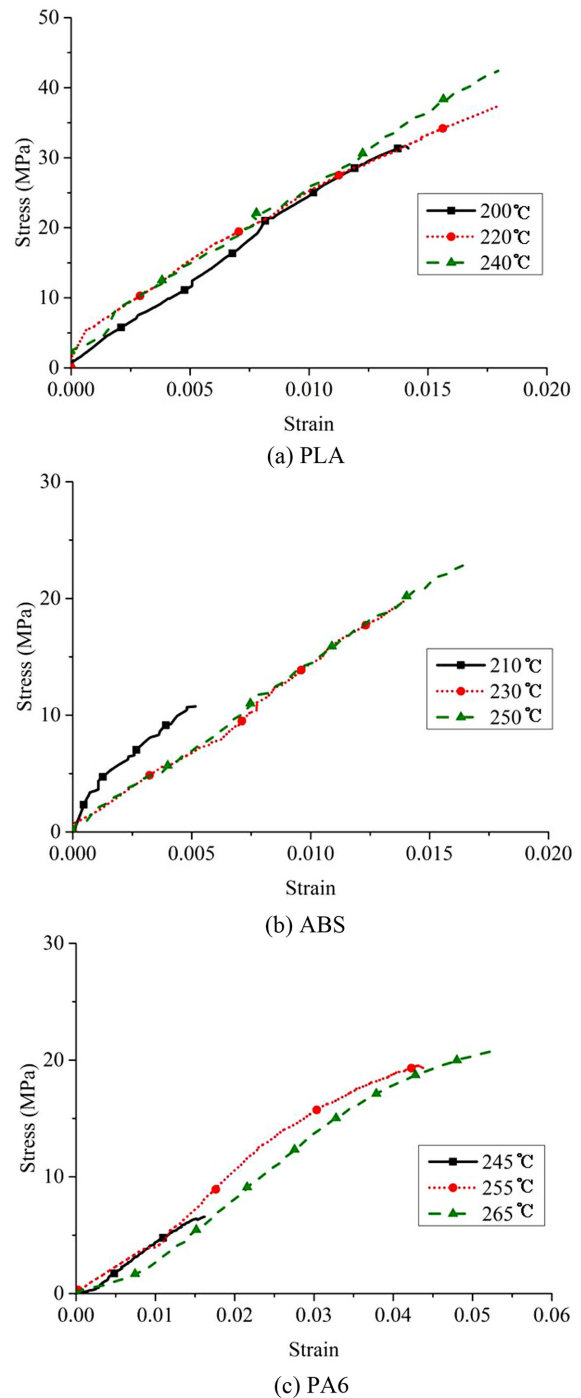 50
40
30
20
10
0
Stress (MPa)
200℃
220℃
240℃
0.000 0.005 0.010 0.015 0.020
Strain
(a) PLA
30
20
10
0
Stress (MPa)
210℃
230℃
250℃
0.000 0.005 0.010 0.015 0.020
Strain
(b) ABS
30
20
10
0
Stress (MPa)
245℃
255℃
265℃
0.00 0.01 0.02 0.03 0.04 0.05 0.06
Strain
(c) PA6